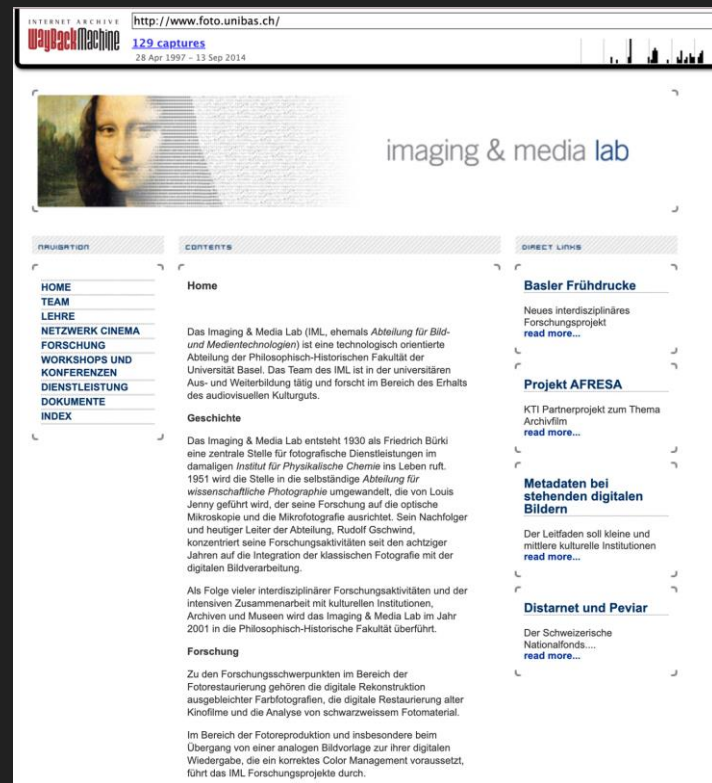 INTERNET ARCHIVE
WayBackMachine
http://www.foto.unibas.ch/
129 captures
28 Apr 1997 – 13 Sep 2014
imaging & media lab
NAVIGATION
HOME
TEAM
LEHRE
NETZWERK CINEMA
FORSCHUNG
WORKSHOPS UND
KONFERENZEN
DIENSTLEISTUNG
DOKUMENTE
INDEX
CONTENTS
Home
Das Imaging & Media Lab (IML, ehemals Abteilung für Bild-
und Medientechnologien) ist eine technologisch orientierte
Abteilung der Philosophisch-Historischen Fakultät der
Universität Basel. Das Team des IML ist in der universitären
Aus- und Weiterbildung tätig und forscht im Bereich des Erhalts
des audiovisuellen Kulturguts.
Geschichte
Das Imaging & Media Lab entsteht 1930 als Friedrich Bürki
eine zentrale Stelle für fotografische Dienstleistungen im
damaligen Institut für Physikalische Chemie ins Leben ruft.
1951 wird die Stelle in die selbständige Abteilung für
wissenschaftliche Photographie umgewandelt, die von Louis
Jenny geführt wird, der seine Forschung auf die optische
Mikroskopie und die Mikrofotografie ausrichtet. Sein Nachfolger
und heutiger Leiter der Abteilung, Rudolf Gschwind,
konzentriert seine Forschungsaktivitäten seit den achtziger
Jahren auf die Integration der klassischen Fotografie mit der
digitalen Bildverarbeitung.
Als Folge vieler interdisziplinärer Forschungsaktivitäten und der
intensiven Zusammenarbeit mit kulturellen Institutionen,
Archiven und Museen wird das Imaging & Media Lab im Jahr
2001 in die Philosophisch-Historische Fakultät überführt.
Forschung
Zu den Forschungsschwerpunkten im Bereich der
Fotorestaurierung gehören die digitale Rekonstruktion
ausgebleichter Farbfotografien, die digitale Restaurierung alter
Kinofilme und die Analyse von schwarzweissem Fotomaterial.
Im Bereich der Fotoreproduktion und insbesondere beim
Übergang von einer analogen Bildvorlage zur ihrer digitalen
Wiedergabe, die ein korrektes Color Management voraussetzt,
führt das IML Forschungsprojekte durch.
DIRECT LINKS
Basler Frühdrucke
Neues interdisziplinäres
Forschungsprojekt
read more...
Projekt AFRESA
KTI Partnerprojekt zum Thema
Archivfilm
read more...
Metadaten bei
stehenden digitalen
Bildern
Der Leitfaden soll kleine und
mittlere kulturelle Institutionen
read more...
Distarnet und Peviar
Der Schweizerische
Nationalfonds....
read more...